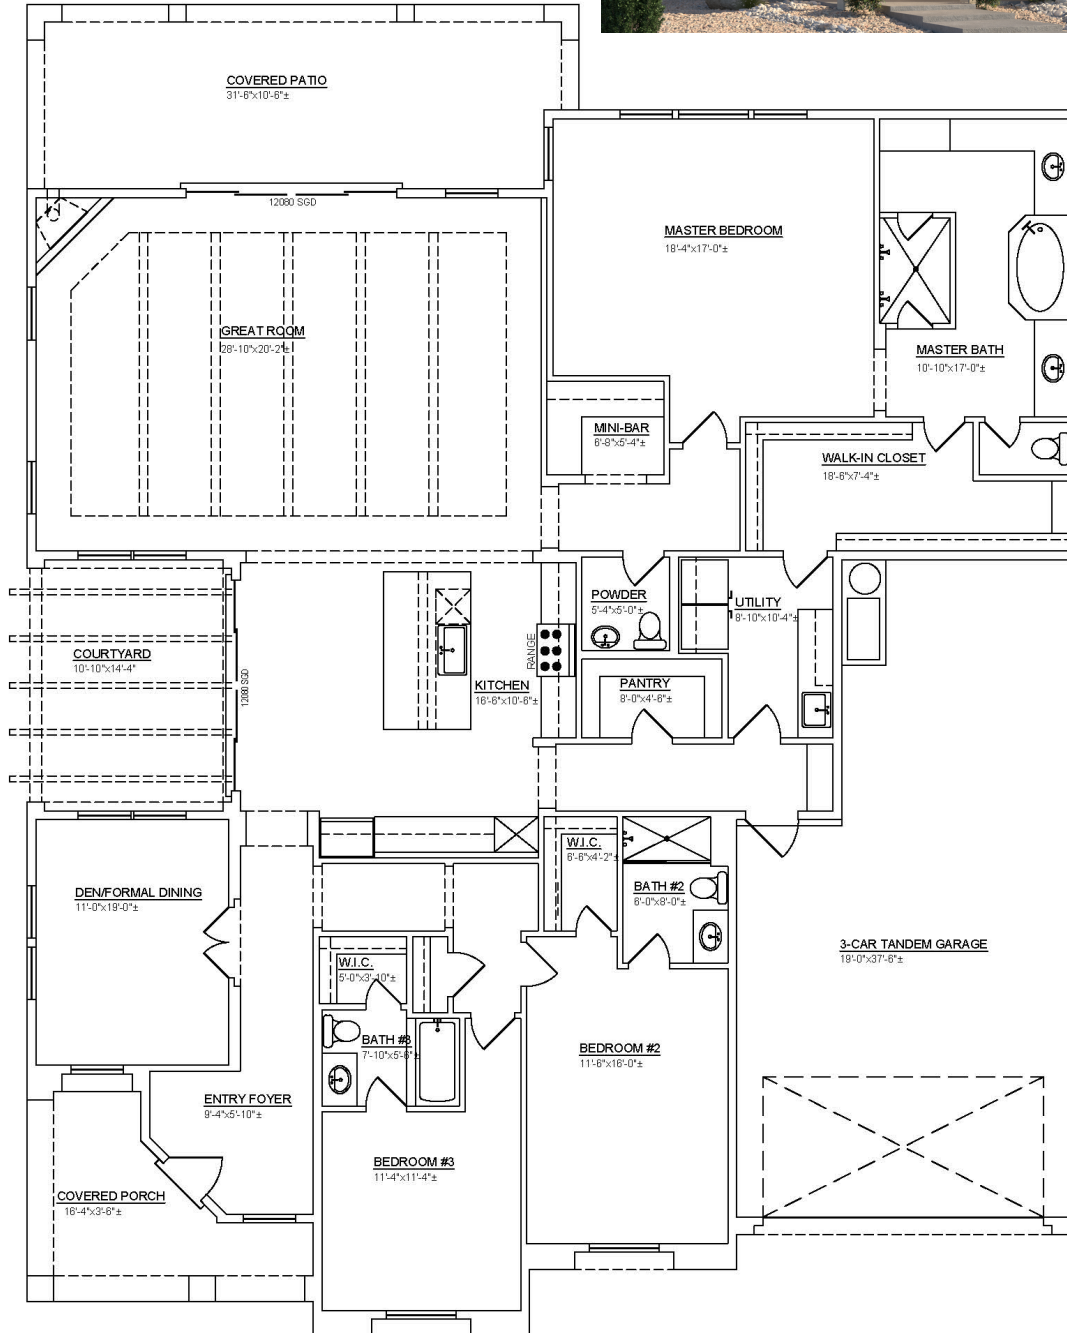 COVERED PATIO
31'-6"x10'-6"±
12080 SGD
MASTER BEDROOM
18'-4"x17'-0"±
GREAT ROOM
28'-10"x20'-2"±
MASTER BATH
10'-10"x17'-0"±
MINI-BAR
6'-8"x5'-4"±
WALK-IN CLOSET
18'-6"x7'-4"±
POWDER
5'-4"x5'-0"±
UTILITY
8'-10"x10'-4"±
COURTYARD
10'-10"x14'-4"
12080 SGD
RANGE
KITCHEN
16'-6"x10'-6"±
PANTRY
8'-0"x4'-6"±
W.I.C.
6'-6"x4'-2"±
DEN/FORMAL DINING
11'-0"x19'-0"±
BATH #2
6'-0"x8'-0"±
3-CAR TANDEM GARAGE
19'-0"x37'-6"±
W.I.C.
5'-0"x3'-10"±
BATH #3
7'-10"x5'-6"±
BEDROOM #2
11'-6"x16'-0"±
ENTRY FOYER
9'-4"x5'-10"±
BEDROOM #3
11'-4"x11'-4"±
COVERED PORCH
16'-4"x3'-6"±